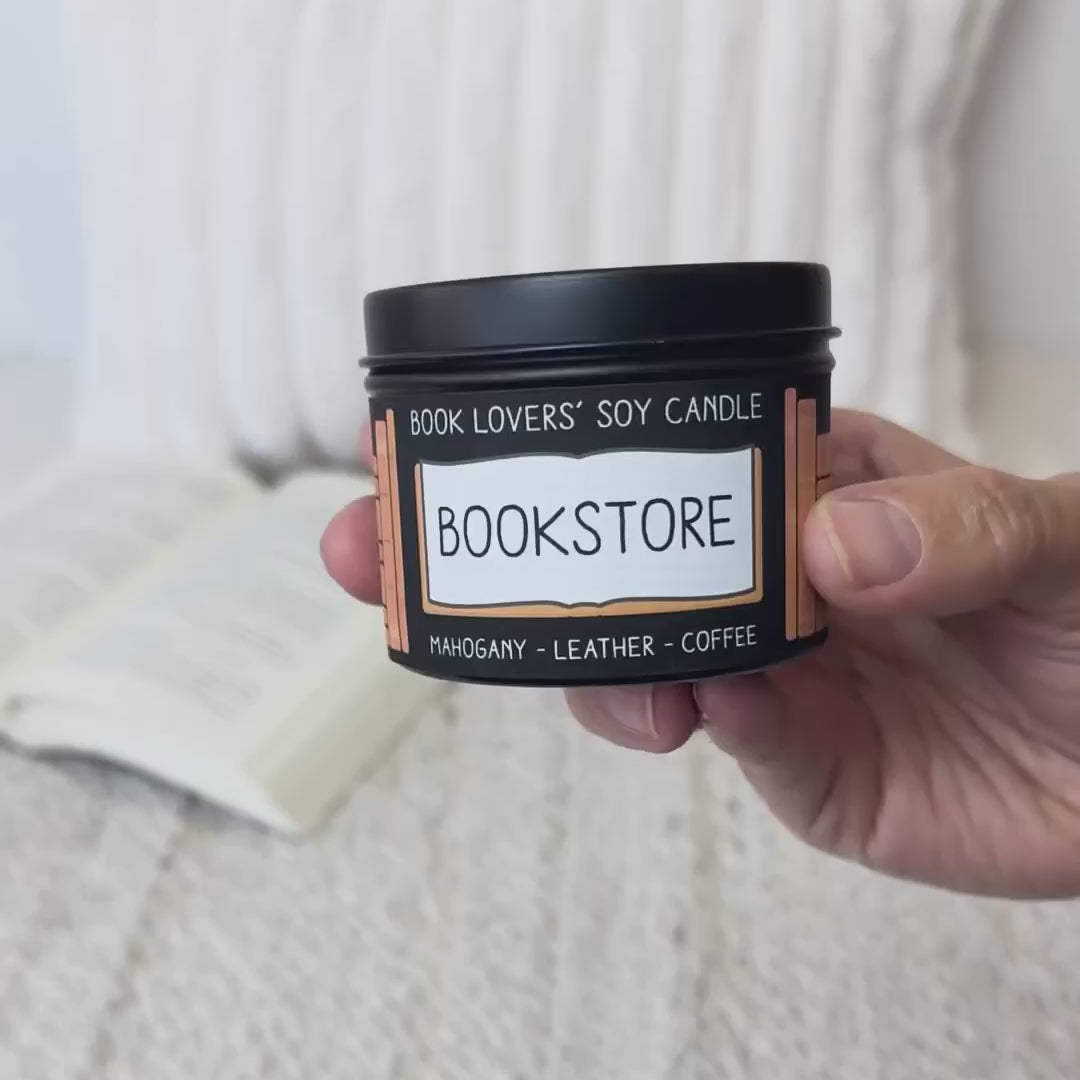 BOOK LOVERS' SOY CANDLE
BOOKSTORE
MAHOGANY - LEATHER - COFFEE